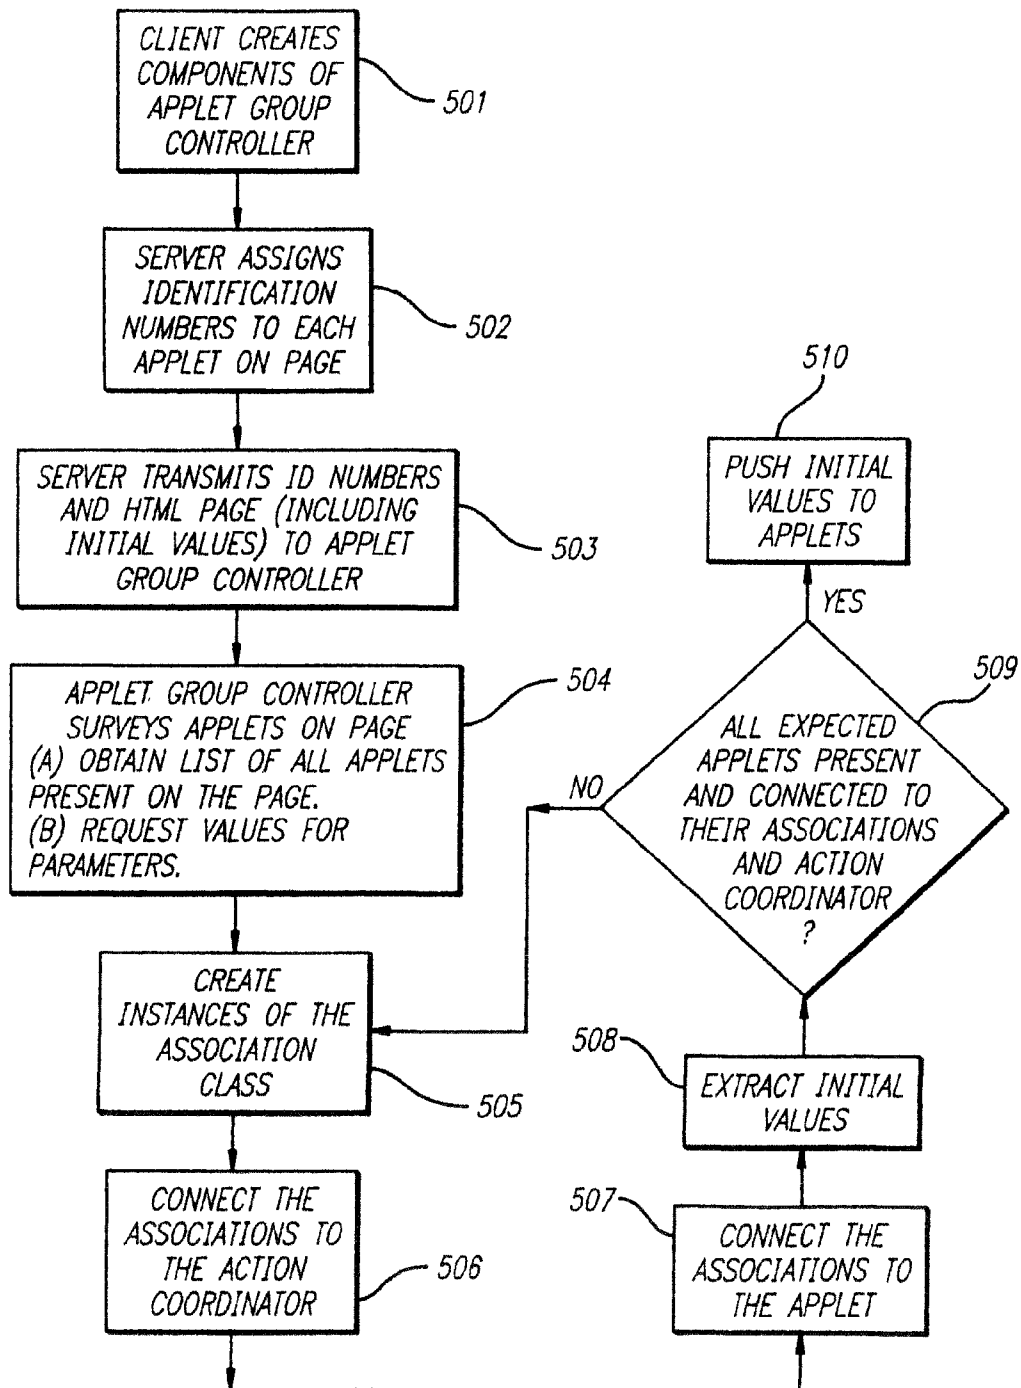 CLIENT CREATES
COMPONENTS OF
APPLET GROUP
CONTROLLER
501
SERVER ASSIGNS
IDENTIFICATION
NUMBERS TO EACH
APPLET ON PAGE
502
SERVER TRANSMITS ID NUMBERS
AND HTML PAGE (INCLUDING
INITIAL VALUES) TO APPLET
GROUP CONTROLLER
503
APPLET GROUP CONTROLLER
SURVEYS APPLETS ON PAGE
(A) OBTAIN LIST OF ALL APPLETS
PRESENT ON THE PAGE.
(B) REQUEST VALUES FOR
PARAMETERS.
504
CREATE
INSTANCES OF THE
ASSOCIATION
CLASS
505
CONNECT THE
ASSOCIATIONS TO
THE ACTION
COORDINATOR
506
510
PUSH INITIAL
VALUES TO
APPLETS
YES
509
ALL EXPECTED
APPLETS PRESENT
AND CONNECTED TO
THEIR ASSOCIATIONS
AND ACTION
COORDINATOR
?
NO
508
EXTRACT INITIAL
VALUES
507
CONNECT THE
ASSOCIATIONS TO
THE APPLET